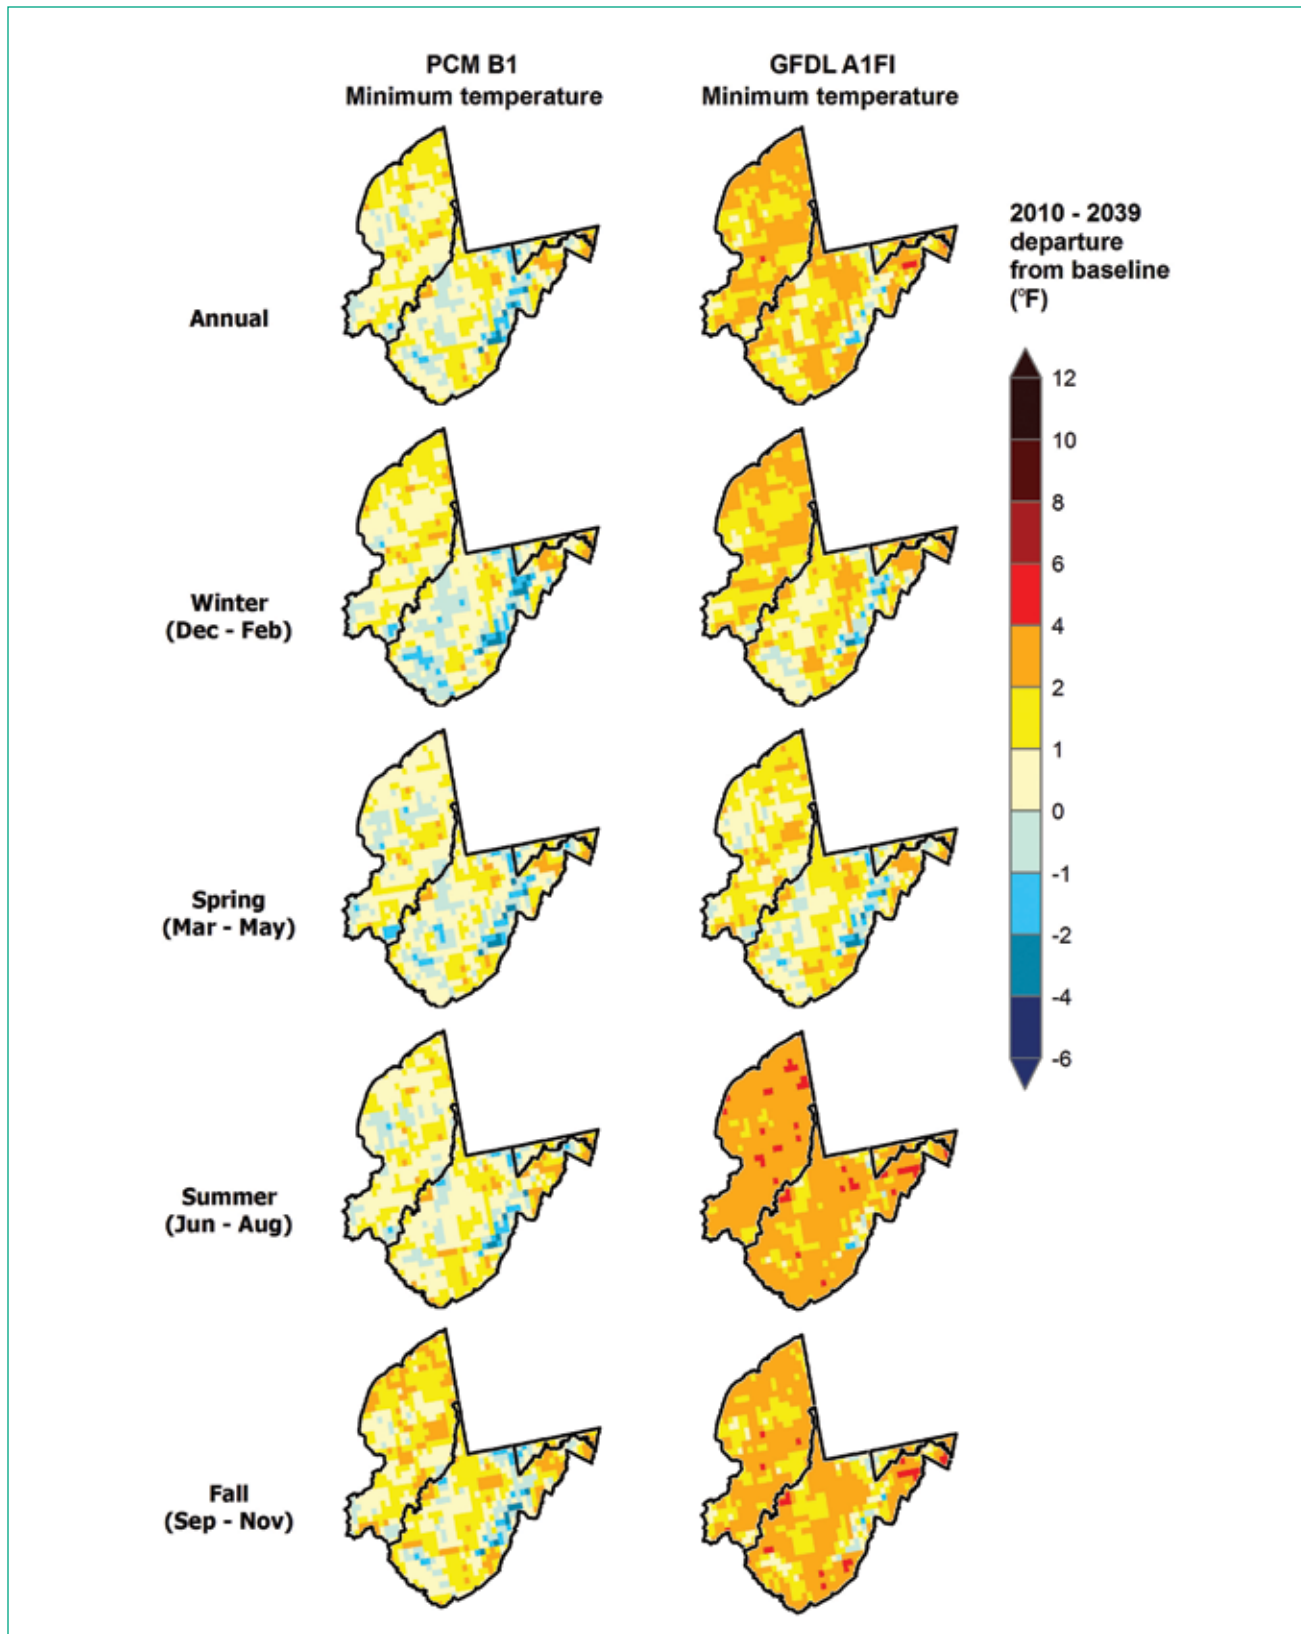 PCM B1
Minimum temperature
GFDL A1FI
Minimum temperature
2010 - 2039
departure
from baseline
(°F)
Annual
12
10
8
6
4
2
1
0
-1
-2
-4
-6
Winter
(Dec - Feb)
Spring
(Mar - May)
Summer
(Jun - Aug)
Fall
(Sep - Nov)